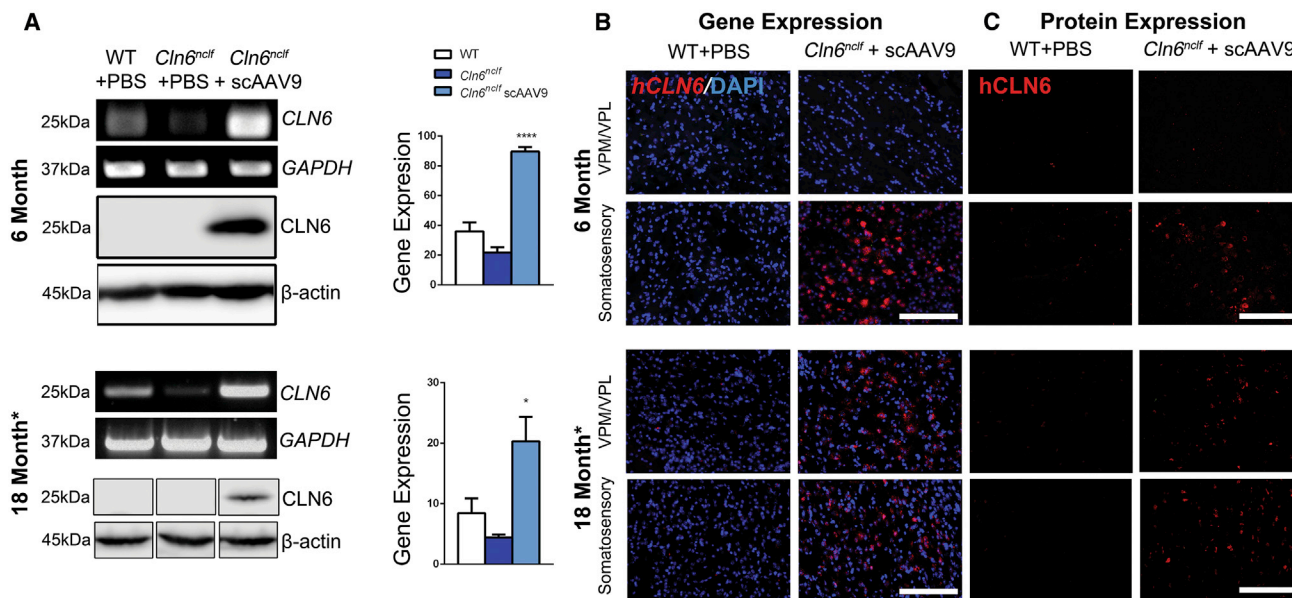 A
WT
+PBS
Cln6nclf
+PBS
Cln6nclf
+ scAAV9
6 Month
25kDa
CLN6
37kDa
GAPDH
25kDa
CLN6
45kDa
β-actin
WT
Cln6nclf
Cln6nclf scAAV9
Gene Expression
100
80
60
40
20
0
****
18 Month*
25kDa
CLN6
37kDa
GAPDH
25kDa
CLN6
45kDa
β-actin
Gene Expression
30
20
10
0
*
B
Gene Expression
WT+PBS
Cln6nclf + scAAV9
hCLN6/DAPI
6 Month
VPM/VPL
Somatosensory
18 Month*
VPM/VPL
Somatosensory
C
Protein Expression
WT+PBS
Cln6nclf + scAAV9
hCLN6